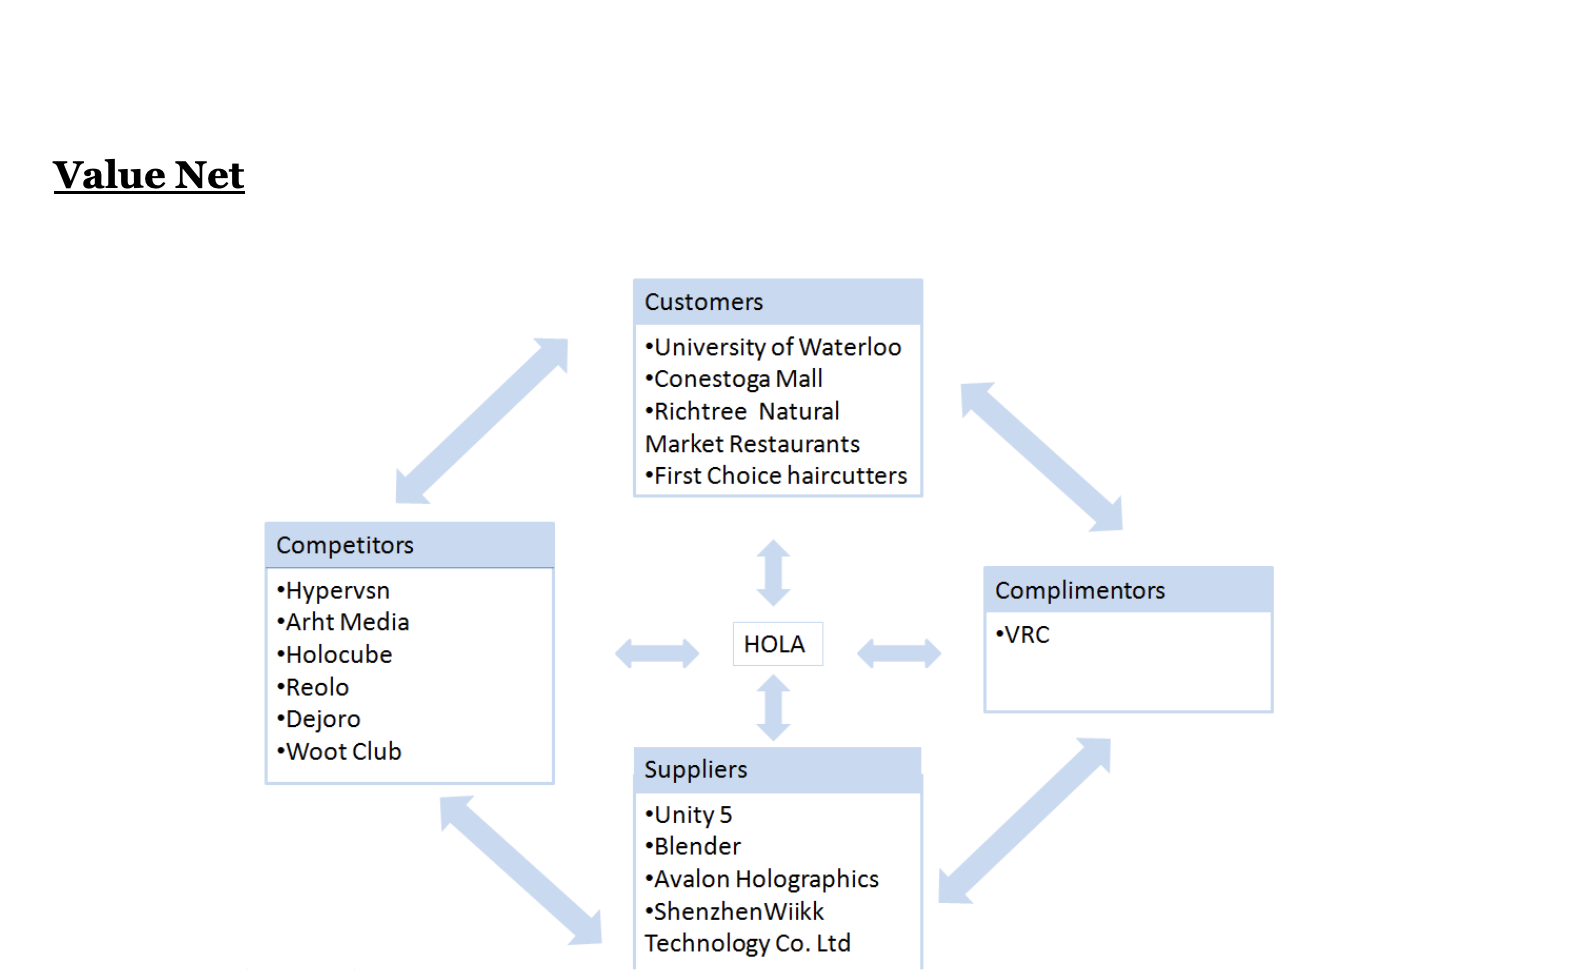 Value Net
Customers
•University of Waterloo
•Conestoga Mall
•Richtree Natural
Market Restaurants
•First Choice haircutters
Competitors
•Hypervsn
•Arht Media
•Holocube
•Reolo
•Dejoro
•Woot Club
HOLA
Complimentors
•VRC
Suppliers
•Unity 5
•Blender
•Avalon Holographics
•ShenzhenWiikk
Technology Co. Ltd